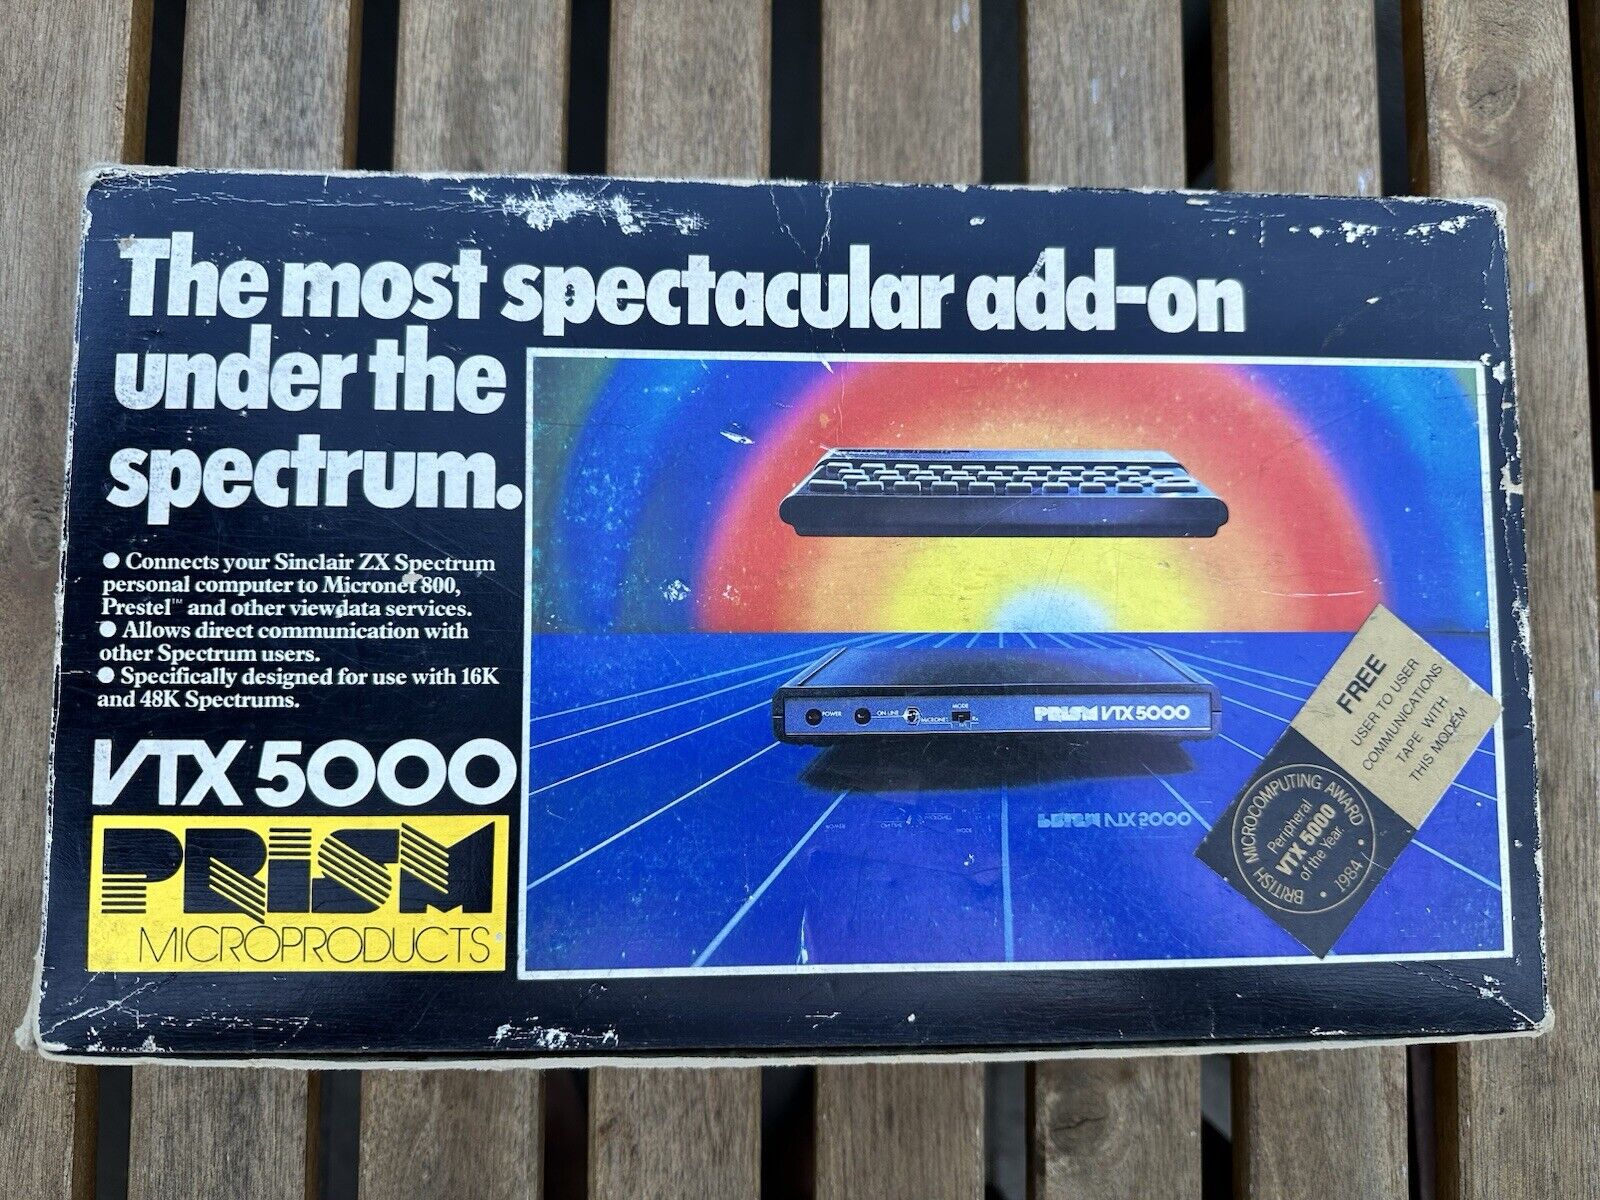 The most spectacular add-on
under the
spectrum.
● Connects your Sinclair ZX Spectrum
personal computer to Micronet 800,
Prestel™ and other viewdata services.
● Allows direct communication with
other Spectrum users.
● Specifically designed for use with 16K
and 48K Spectrums.
VTX 5000
PRISM
MICROPRODUCTS
POWER
ON-LINE
MICRONET
MODE
Rx
PRISM VTX 5000
FREE
USER TO USER
COMMUNICATIONS
TAPE WITH
THIS MODEM
BRITISH MICROCOMPUTING AWARD
Peripheral
VTX 5000
of the Year.
• 1984 •